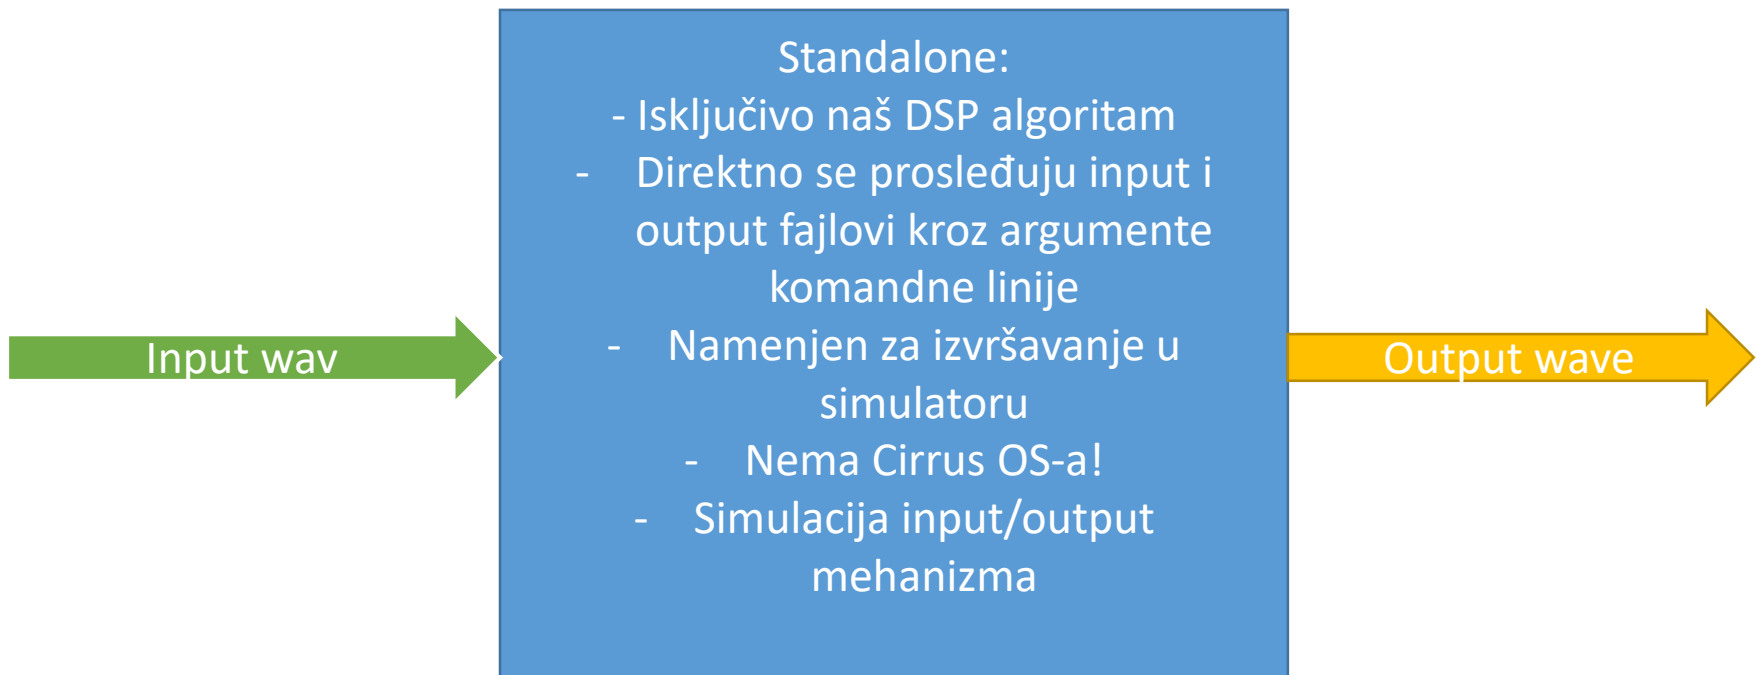 Standalone:
- Isključivo naš DSP algoritam
- Direktno se prosleđuju input i
output fajlovi kroz argumente
komandne linije
- Namenjen za izvršavanje u
simulatoru
- Nema Cirrus OS-a!
- Simulacija input/output
mehanizma
Input wav
Output wave